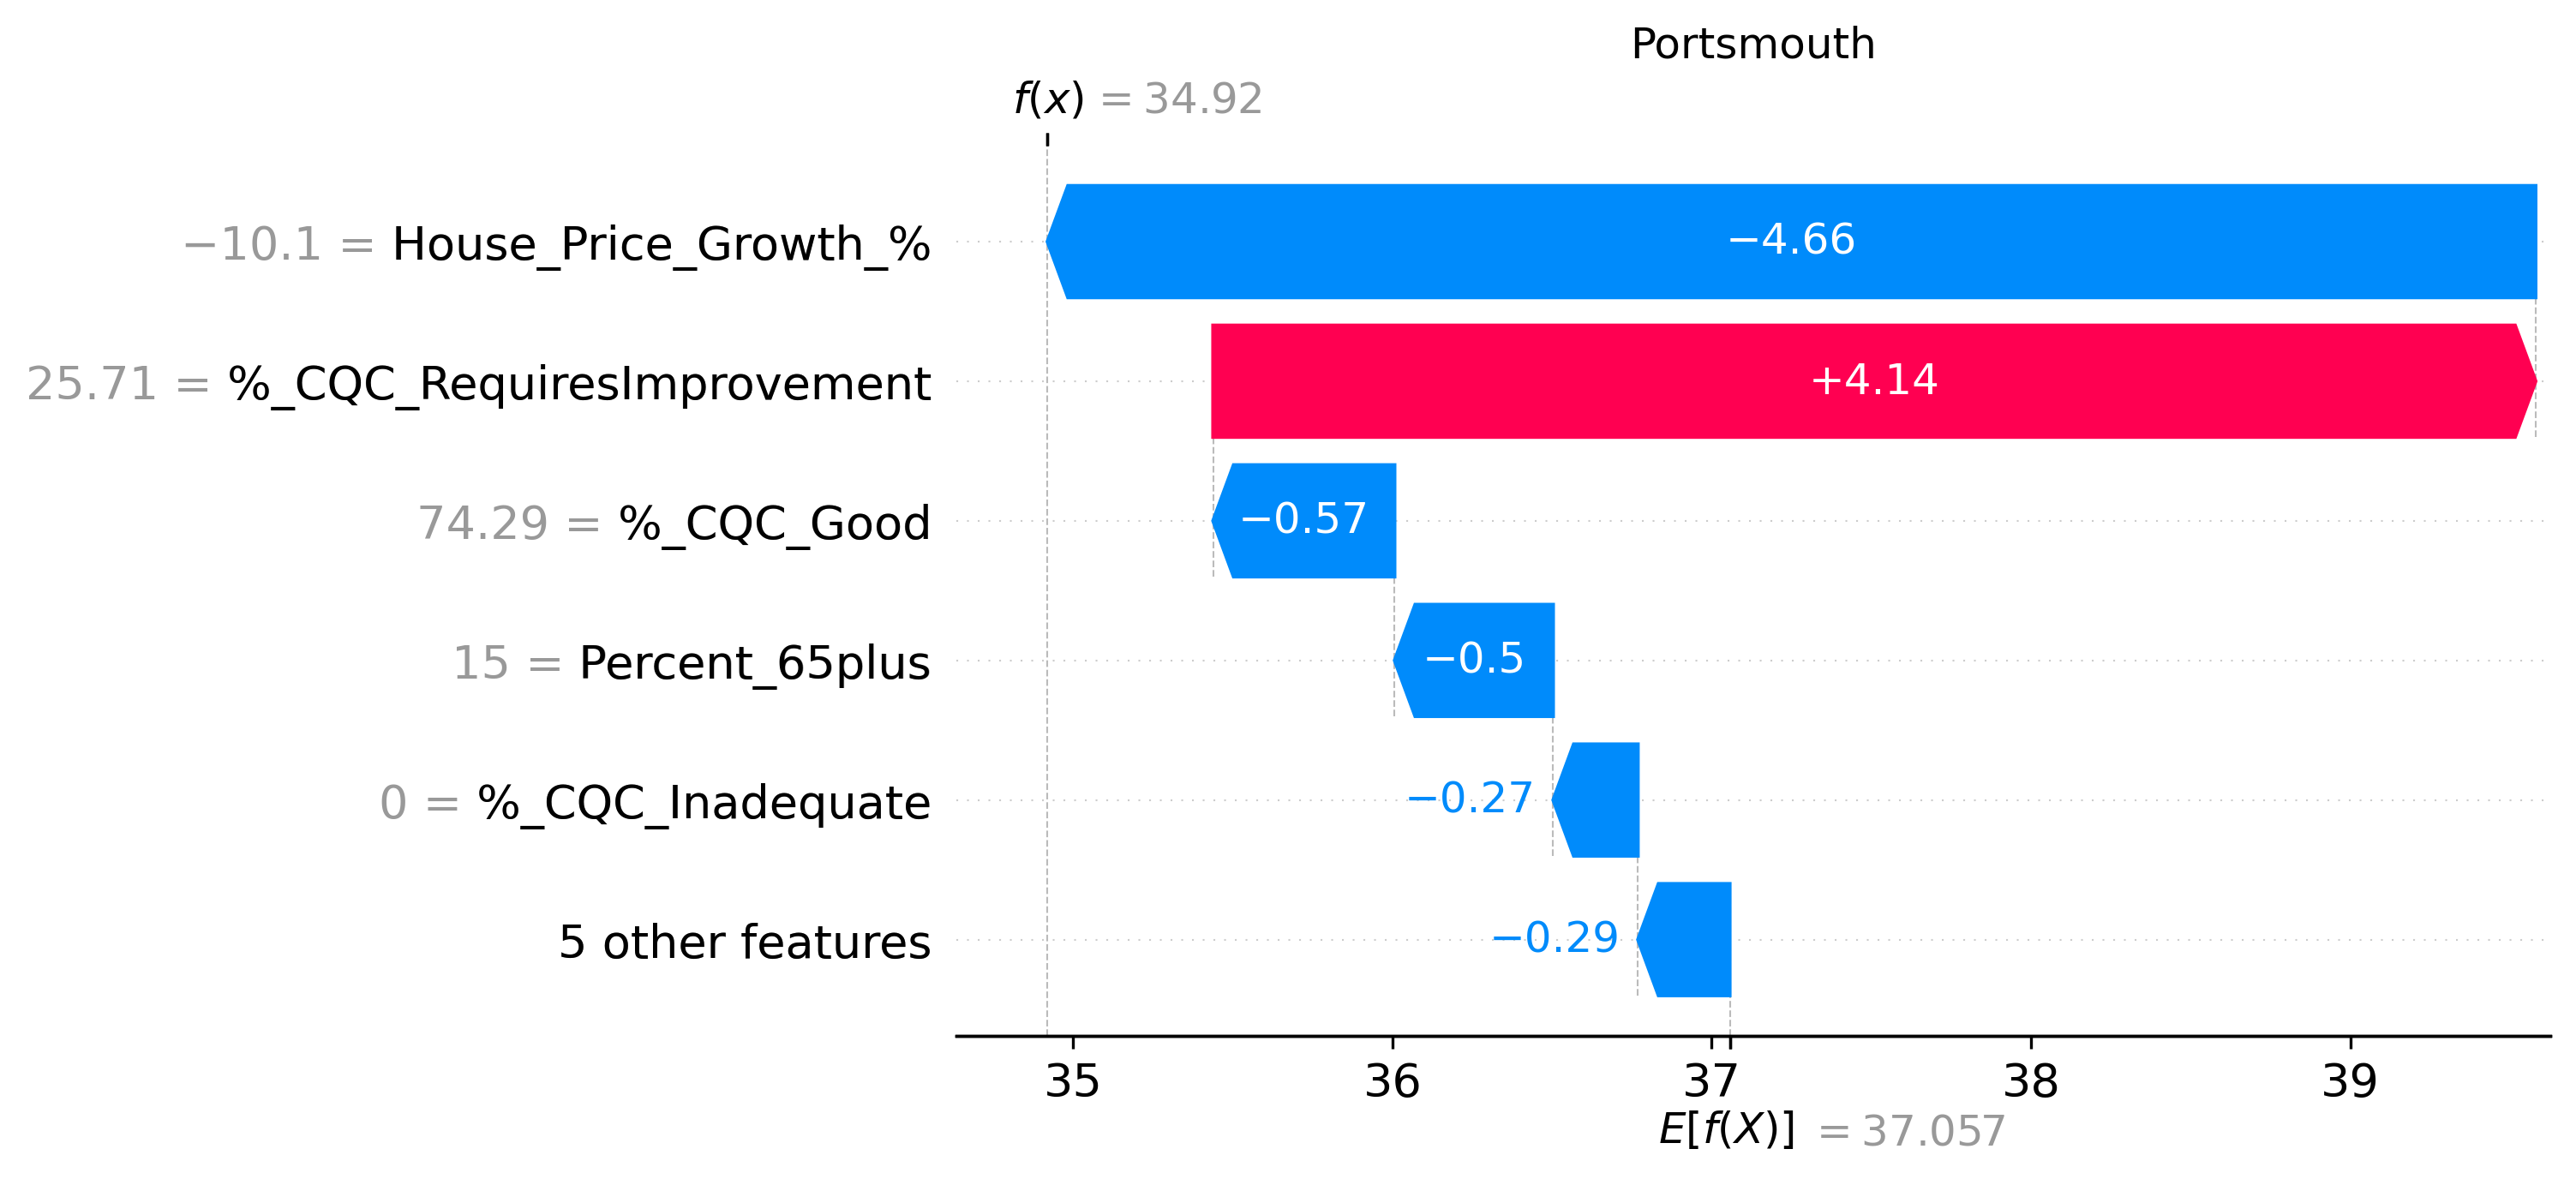 Portsmouth
f(x) = 34.92
−10.1 = House_Price_Growth_%
−4.66
25.71 = %_CQC_RequiresImprovement
+4.14
74.29 = %_CQC_Good
−0.57
15 = Percent_65plus
−0.5
0 = %_CQC_Inadequate
−0.27
5 other features
−0.29
35 36 37 38 39
E[f(X)] = 37.057